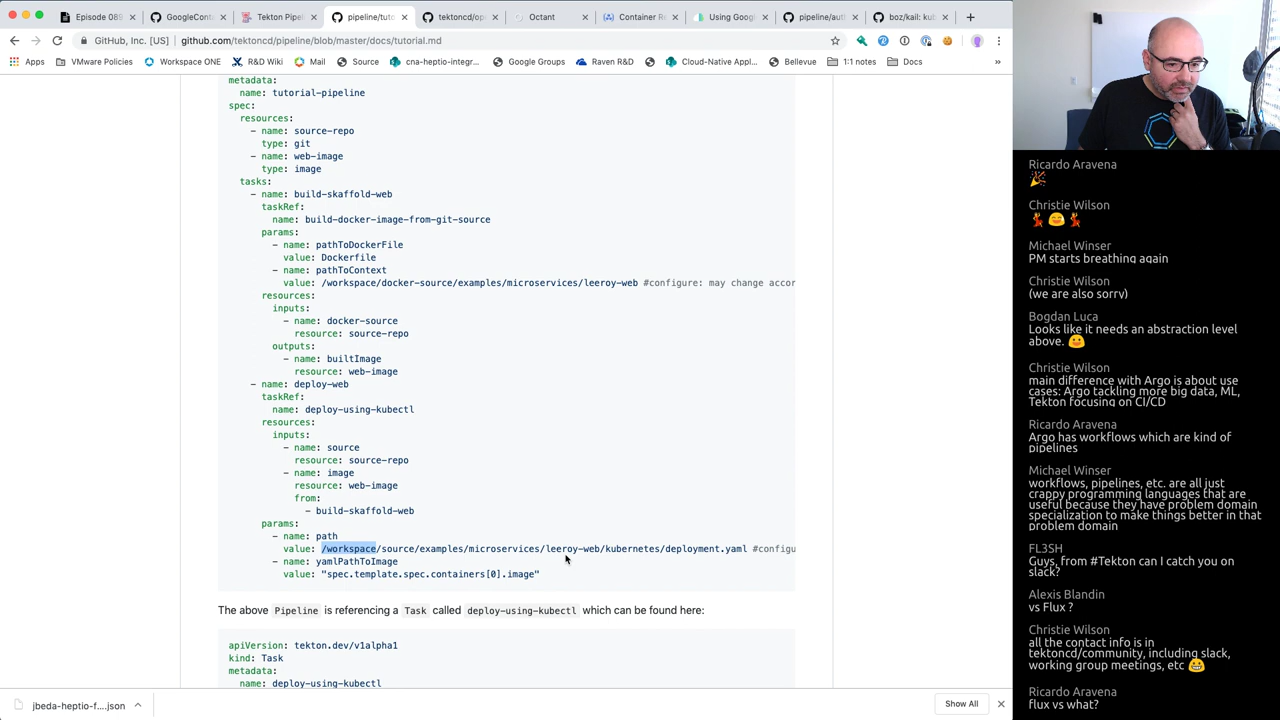 Episode 089
GoogleCont
Tekton Pipel
pipeline/tuto
tektoncd/op
Octant
Container Re
Using Goog
pipeline/aut
boz/kail: kub
GitHub, Inc. [US] | https://github.com/tektoncd/pipeline/blob/master/docs/tutorial.md
Apps
VMware Policies
Workspace ONE
R&D Wiki
Mail
Source
cna-heptio-integr...
Google Groups
Raven R&D
Cloud-Native Appl...
Bellevue
1:1 notes
Docs
»
metadata:
name: tutorial-pipeline
spec:
resources:
- name: source-repo
type: git
- name: web-image
type: image
tasks:
- name: build-skaffold-web
taskRef:
name: build-docker-image-from-git-source
params:
- name: pathToDockerFile
value: Dockerfile
- name: pathToContext
value: /workspace/docker-source/examples/microservices/leeroy-web #configure: may change accor
resources:
inputs:
- name: docker-source
resource: source-repo
outputs:
- name: builtImage
resource: web-image
- name: deploy-web
taskRef:
name: deploy-using-kubectl
resources:
inputs:
- name: source
resource: source-repo
- name: image
resource: web-image
from:
- build-skaffold-web
params:
- name: path
value: /workspace/source/examples/microservices/leeroy-web/kubernetes/deployment.yaml #configu
- name: yamlPathToImage
value: "spec.template.spec.containers[0].image"
The above Pipeline is referencing a Task called deploy-using-kubectl which can be found here:
apiVersion: tekton.dev/v1alpha1
kind: Task
metadata:
name: deploy-using-kubectl
jbeda-heptio-f....json
Show All
Ricardo Aravena
🎉
Christie Wilson
💃😊💃
Michael Winser
PM starts breathing again
Christie Wilson
(we are also sorry)
Bogdan Luca
Looks like it needs an abstraction level
above. 😀
Christie Wilson
main difference with Argo is about use
cases: Argo tackling more big data, ML,
Tekton focusing on CI/CD
Ricardo Aravena
Argo has workflows which are kind of
pipelines
Michael Winser
workflows, pipelines, etc. are all just
crappy programming languages that are
useful because they have problem domain
specialization to make things better in that
problem domain
FL3SH
Guys, from #Tekton can I catch you on
slack?
Alexis Blandin
vs Flux ?
Christie Wilson
all the contact info is in
tektoncd/community, including slack,
working group meetings, etc 😁
Ricardo Aravena
flux vs what?